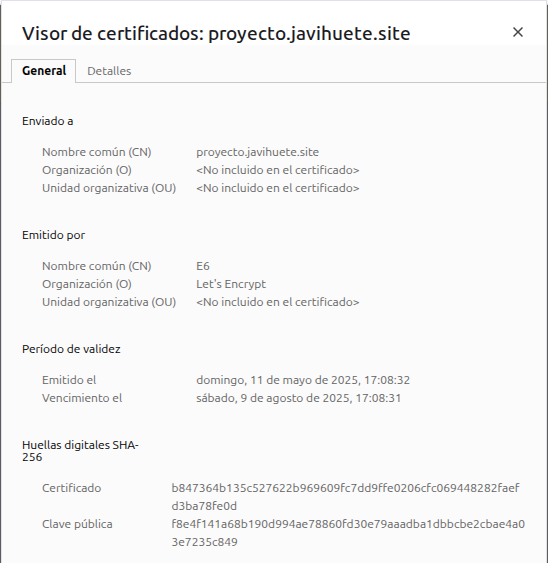 Visor de certificados: proyecto.javihuete.site
General Detalles
Enviado a
Nombre común (CN) proyecto.javihuete.site
Organización (O) <No incluido en el certificado>
Unidad organizativa (OU) <No incluido en el certificado>
Emitido por
Nombre común (CN) E6
Organización (O) Let's Encrypt
Unidad organizativa (OU) <No incluido en el certificado>
Período de validez
Emitido el domingo, 11 de mayo de 2025, 17:08:32
Vencimiento el sábado, 9 de agosto de 2025, 17:08:31
Huellas digitales SHA-
256
Certificado b847364b135c527622b969609fc7dd9ffe0206cfc069448282faef
d3ba78fe0d
Clave pública f8e4f141a68b190d994ae78860fd30e79aaadba1dbbcbe2cbae4a0
3e7235c849